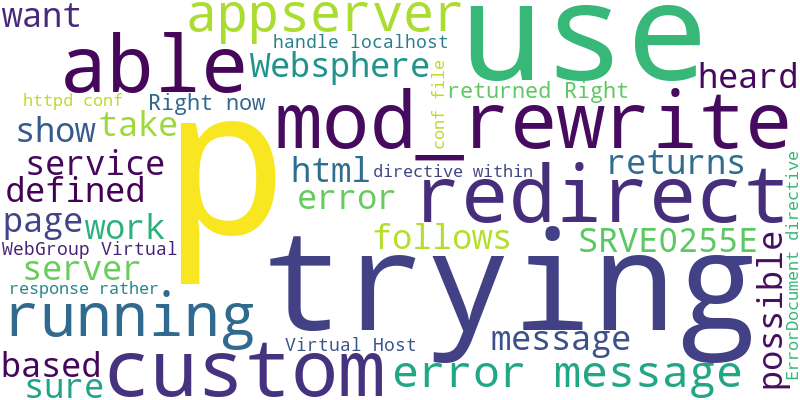 want
appserver
use
handle localhost
able
Websphere
heard
httpd conf
Right now
conf file
returned Right
p
mod_rewrite
show
take
service
html
directive within
returns
defined
error
redirect
page
work
follows
SRVE0255E
WebGroup Virtual
server
trying
possible
ErrorDocument directive
response rather
running
Virtual Host
message
based
custom
error message
sure